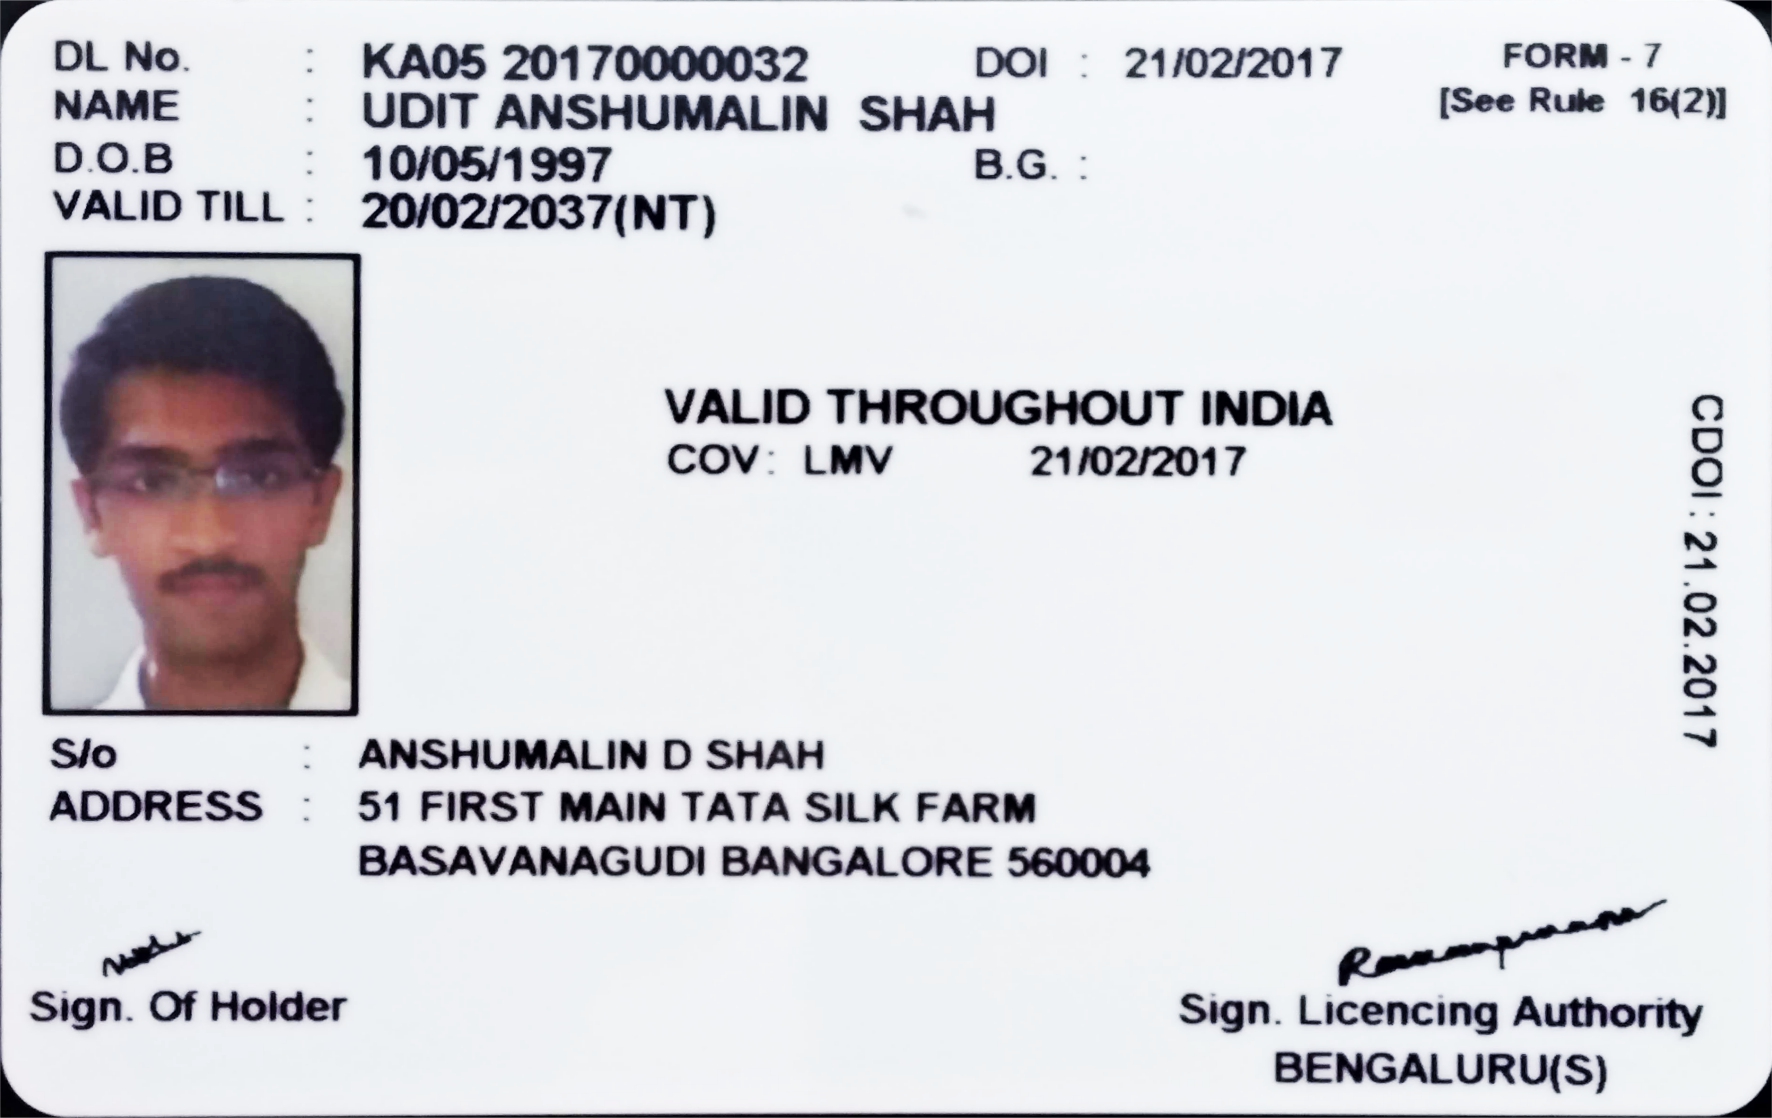 DL No. : KA05 20170000032 DOI : 21/02/2017 FORM - 7
NAME : UDIT ANSHUMALIN SHAH [See Rule 16(2)]
D.O.B : 10/05/1997 B.G. :
VALID TILL : 20/02/2037(NT)
VALID THROUGHOUT INDIA
COV: LMV 21/02/2017
CDOI: 21.02.2017
S/o : ANSHUMALIN D SHAH
ADDRESS : 51 FIRST MAIN TATA SILK FARM
BASAVANAGUDI BANGALORE 560004
Sign. Of Holder
Sign. Licencing Authority
BENGALURU(S)